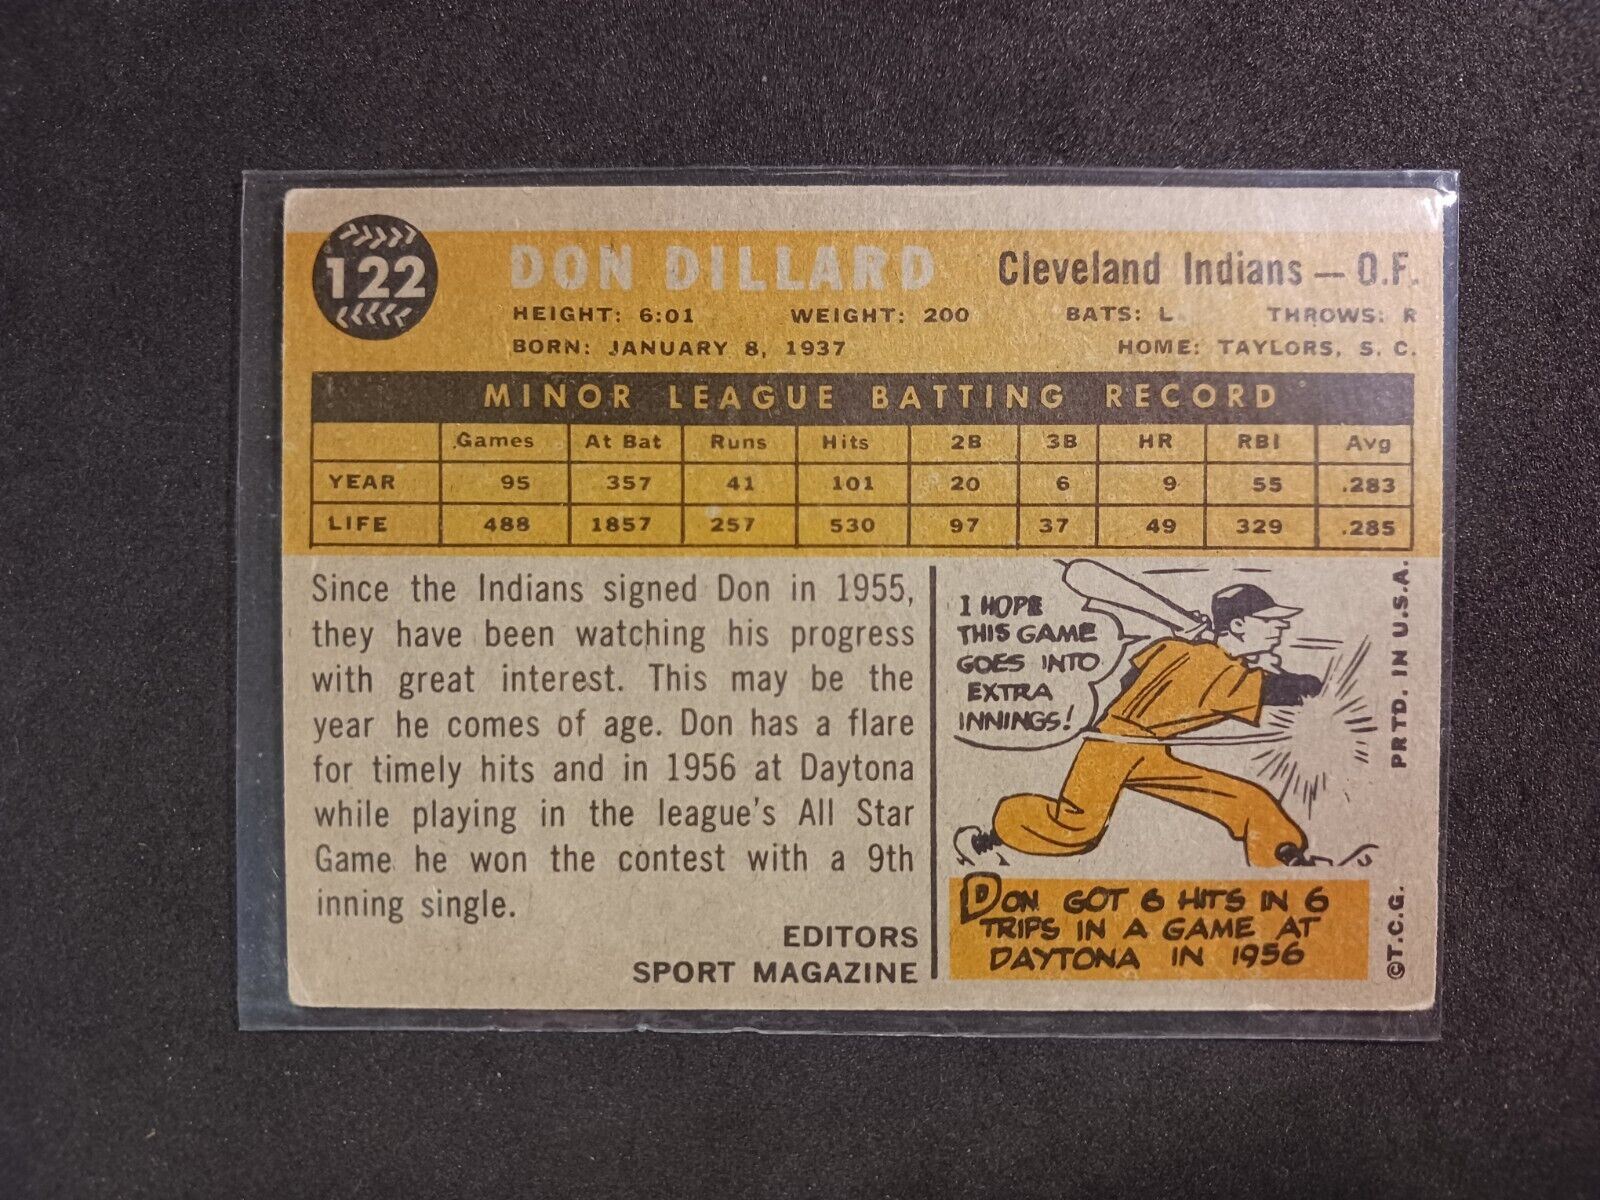 122
DON DILLARD
Cleveland Indians — O.F.
HEIGHT: 6:01 WEIGHT: 200 BATS: L. THROWS: R
BORN: JANUARY 8, 1937 HOME: TAYLORS, S. C.
MINOR LEAGUE BATTING RECORD
Games At Bat Runs Hits 2B 3B HR RBI Avg
YEAR 95 357 41 101 20 6 9 55 .283
LIFE 488 1857 257 530 97 37 49 329 .285
Since the Indians signed Don in 1955,
they have been watching his progress
with great interest. This may be the
year he comes of age. Don has a flare
for timely hits and in 1956 at Daytona
while playing in the league's All Star
Game he won the contest with a 9th
inning single.
EDITORS
SPORT MAGAZINE
I HOPE
THIS GAME
GOES INTO
EXTRA
INNINGS!
DON GOT 6 HITS IN 6
TRIPS IN A GAME AT
DAYTONA IN 1956
©T.C.G. PRTD. IN U.S.A.